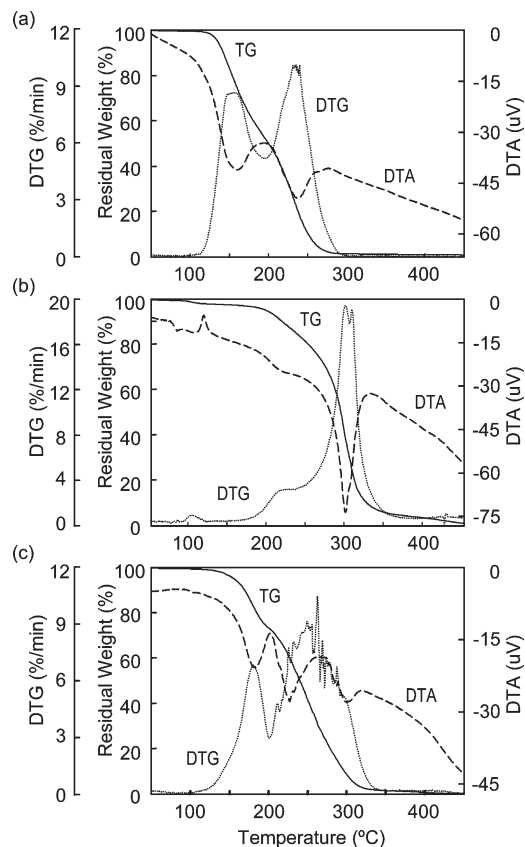 (a)
12
9
6
3
0
DTG (%/min)
100
80
60
40
20
0
Residual Weight (%)
TG
DTG
DTA
0
-15
-30
-45
-60
DTA (uV)
100 200 300 400
(b)
20
16
12
8
4
0
DTG (%/min)
100
80
60
40
20
0
Residual Weight (%)
TG
DTA
DTG
0
-15
-30
-45
-60
-75
DTA (uV)
100 200 300 400
(c)
12
9
6
3
0
DTG (%/min)
100
80
60
40
20
0
Residual Weight (%)
TG
DTA
DTG
0
-15
-30
-45
DTA (uV)
100 200 300 400
Temperature (ºC)